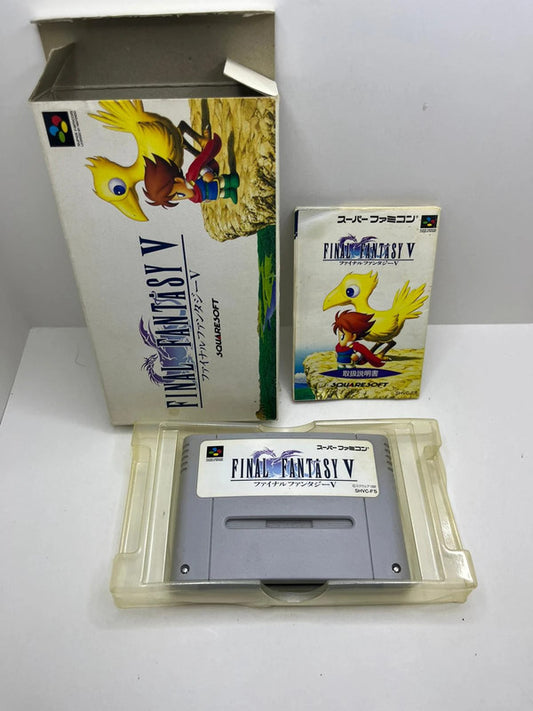 FINAL FANTASY V
ファイナルファンタジーV
SQUARESOFT
スーパーファミコン
FINAL FANTASY V
ファイナルファンタジーV
取扱説明書
SQUARESOFT
SHVC-F5
スーパーファミコン
FINAL FANTASY V
ファイナルファンタジーV
SHVC-F5